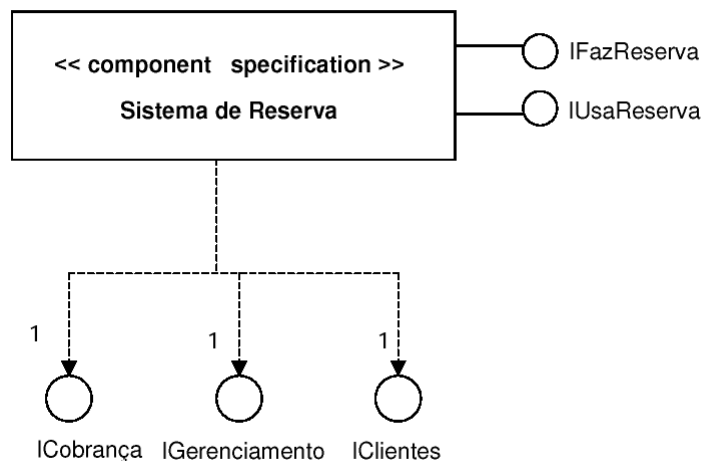 << component specification >>
Sistema de Reserva
IFazReserva
IUsaReserva
1
1
1
ICobrança
IGerenciamento
IClientes